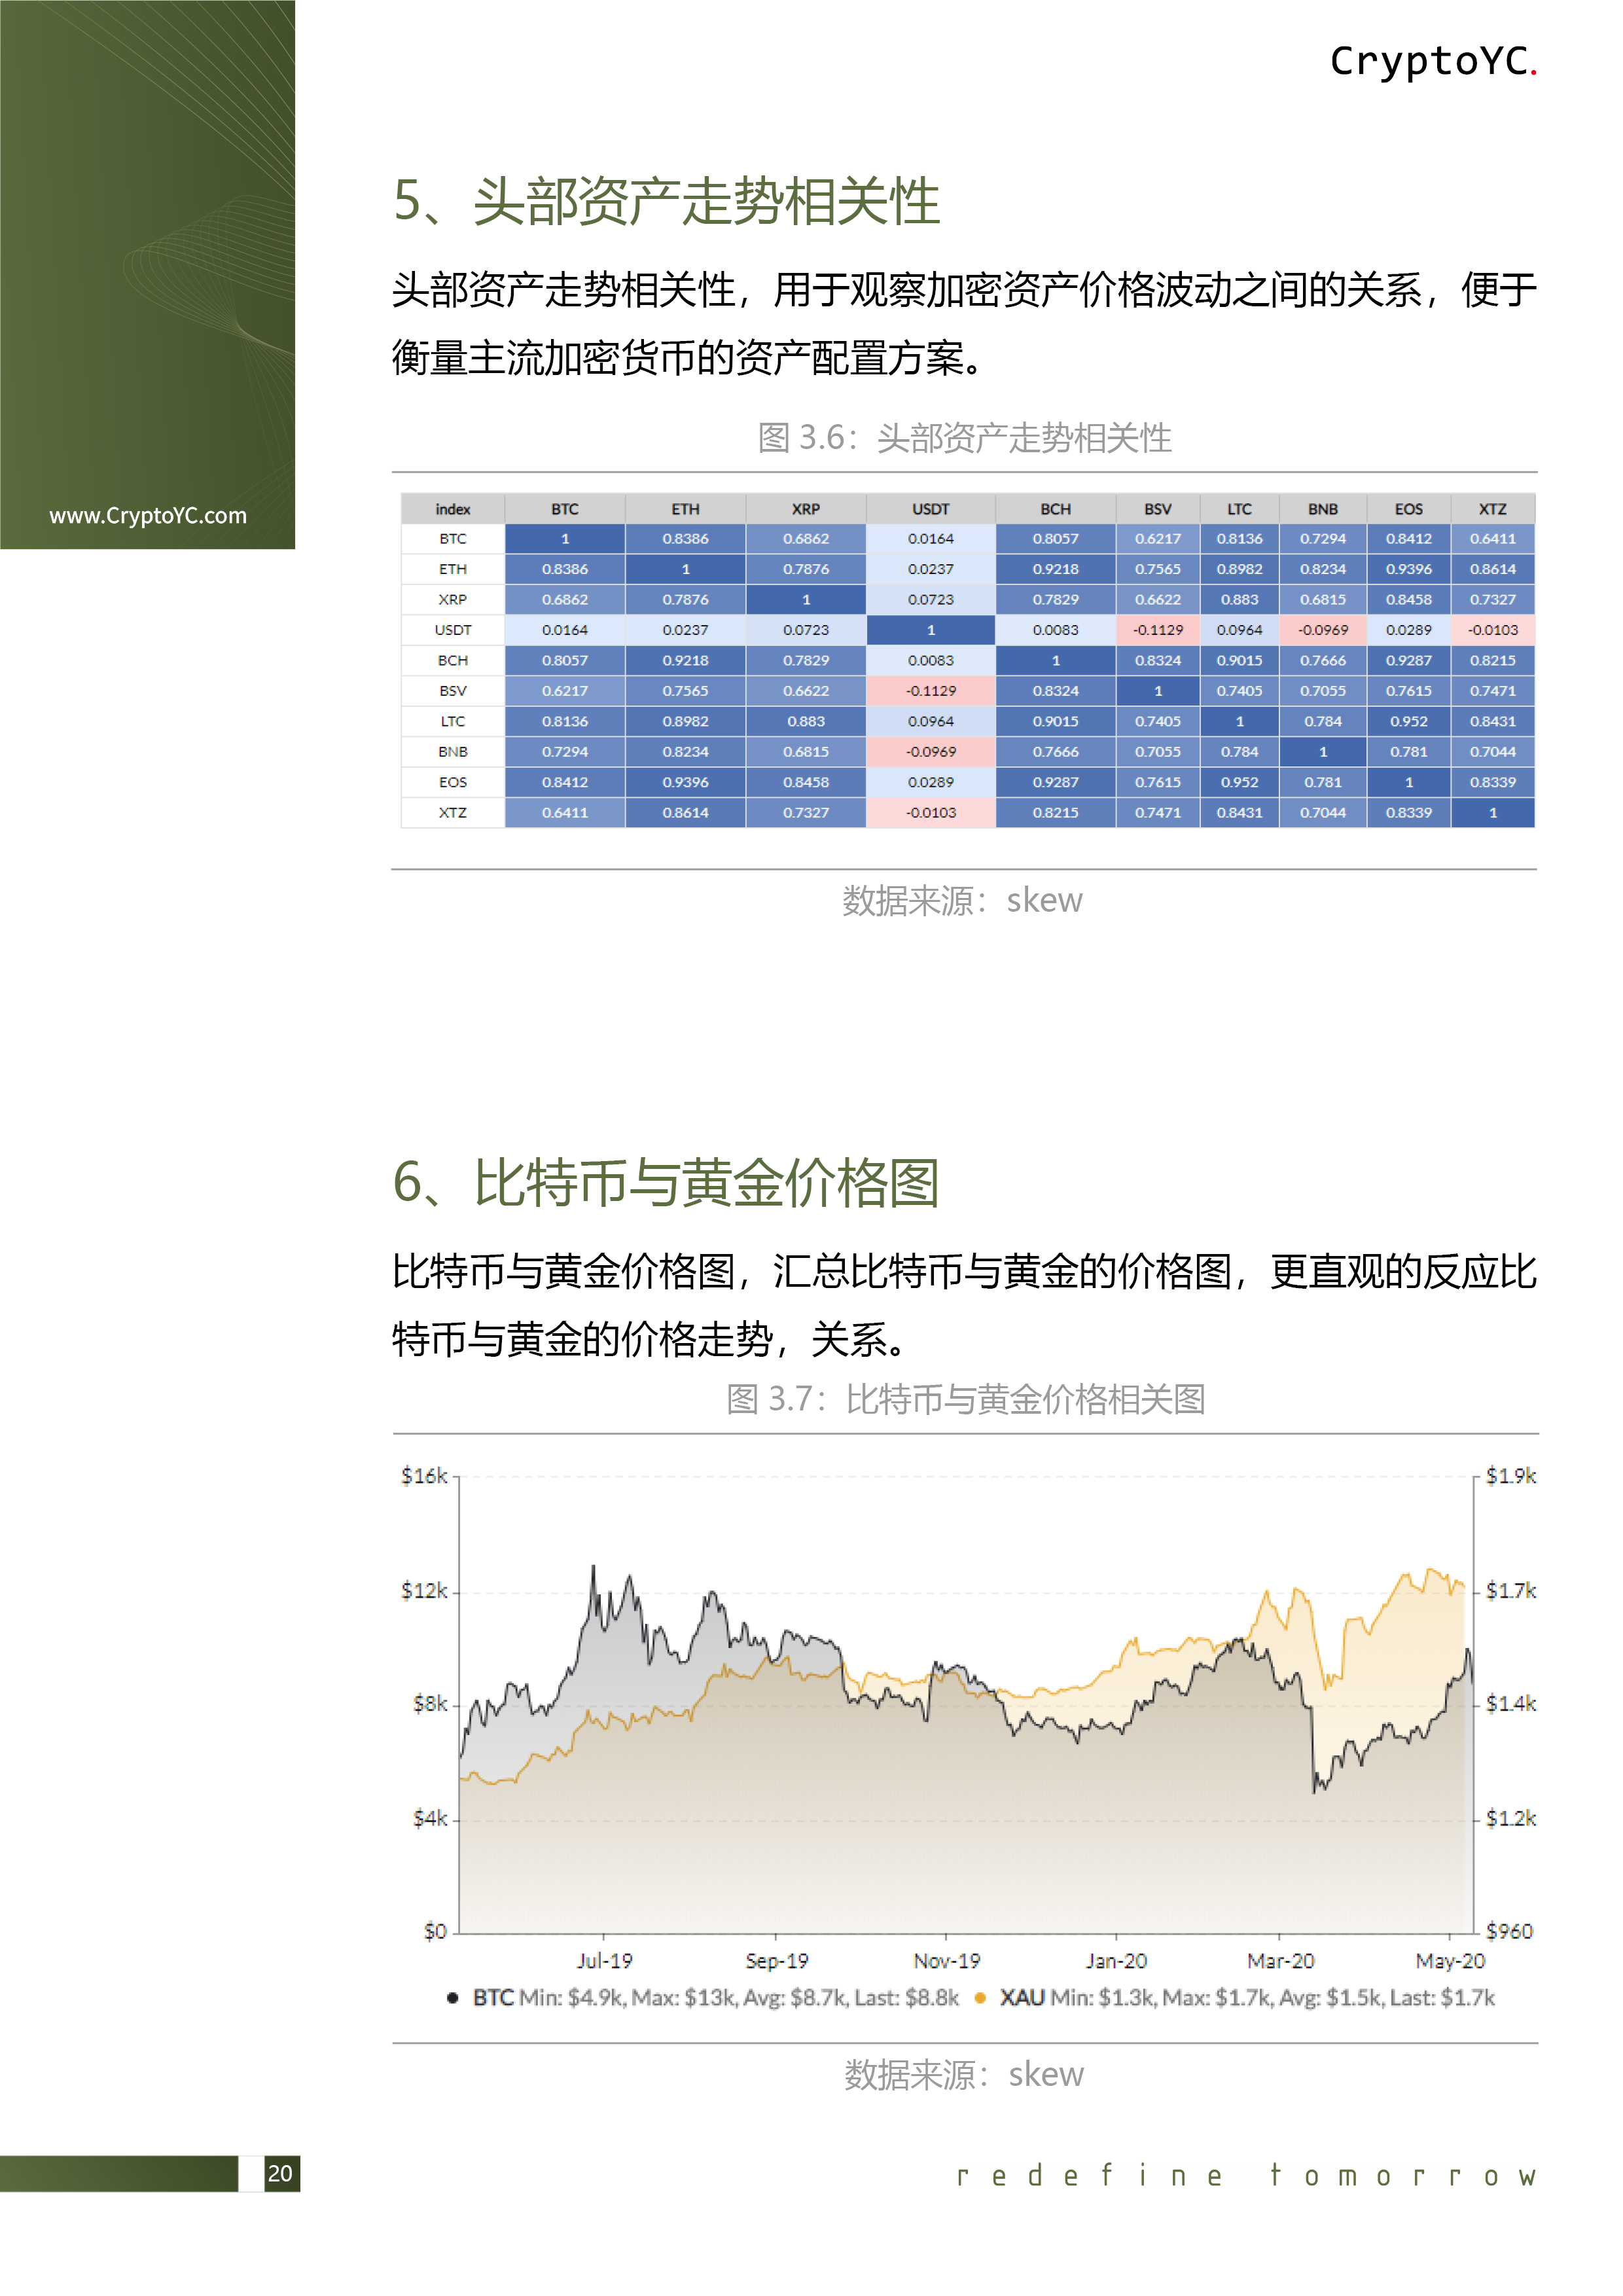 CryptoYC.
www.CryptoYC.com
5、头部资产走势相关性
头部资产走势相关性，用于观察加密资产价格波动之间的关系，便于
衡量主流加密货币的资产配置方案。
图 3.6：头部资产走势相关性
index BTC ETH XRP USDT BCH BSV LTC BNB EOS XTZ
BTC 1 0.8386 0.6862 0.0164 0.8057 0.6217 0.8136 0.7294 0.8412 0.6411
ETH 0.8386 1 0.7876 0.0237 0.9218 0.7565 0.8982 0.8234 0.9396 0.8614
XRP 0.6862 0.7876 1 0.0723 0.7829 0.6622 0.883 0.6815 0.8458 0.7327
USDT 0.0164 0.0237 0.0723 1 0.0083 -0.1129 0.0964 -0.0969 0.0289 -0.0103
BCH 0.8057 0.9218 0.7829 0.0083 1 0.8324 0.9015 0.7666 0.9287 0.8215
BSV 0.6217 0.7565 0.6622 -0.1129 0.8324 1 0.7405 0.7055 0.7615 0.7471
LTC 0.8136 0.8982 0.883 0.0964 0.9015 0.7405 1 0.784 0.952 0.8431
BNB 0.7294 0.8234 0.6815 -0.0969 0.7666 0.7055 0.784 1 0.781 0.7044
EOS 0.8412 0.9396 0.8458 0.0289 0.9287 0.7615 0.952 0.781 1 0.8339
XTZ 0.6411 0.8614 0.7327 -0.0103 0.8215 0.7471 0.8431 0.7044 0.8339 1
数据来源：skew
6、比特币与黄金价格图
比特币与黄金价格图，汇总比特币与黄金的价格图，更直观的反应比
特币与黄金的价格走势，关系。
图 3.7：比特币与黄金价格相关图
$16k $1.9k
$12k $1.7k
$8k $1.4k
$4k $1.2k
$0 $960
Jul-19 Sep-19 Nov-19 Jan-20 Mar-20 May-20
BTC Min: $4.9k, Max: $13k, Avg: $8.7k, Last: $8.8k XAU Min: $1.3k, Max: $1.7k, Avg: $1.5k, Last: $1.7k
数据来源：skew
20
redefine tomorrow